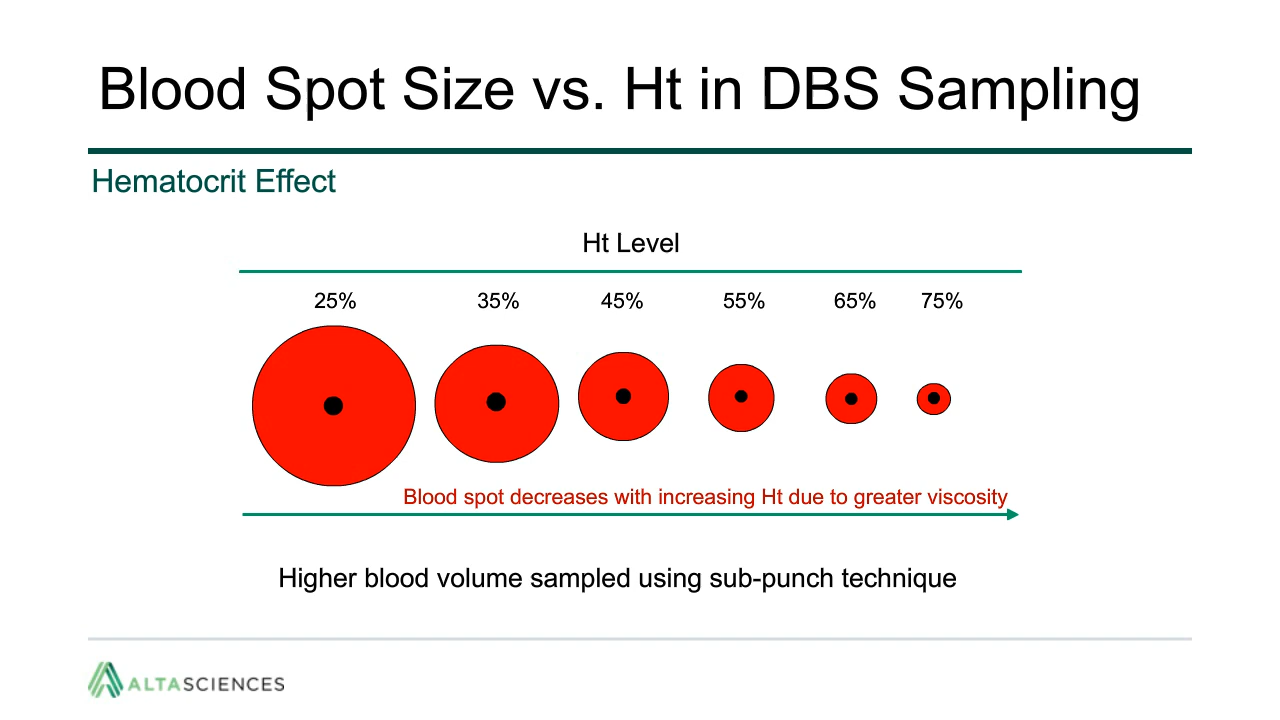 Blood Spot Size vs. Ht in DBS Sampling
Hematocrit Effect
Ht Level
25% 35% 45% 55% 65% 75%
Blood spot decreases with increasing Ht due to greater viscosity
Higher blood volume sampled using sub-punch technique
ALTASCIENCES